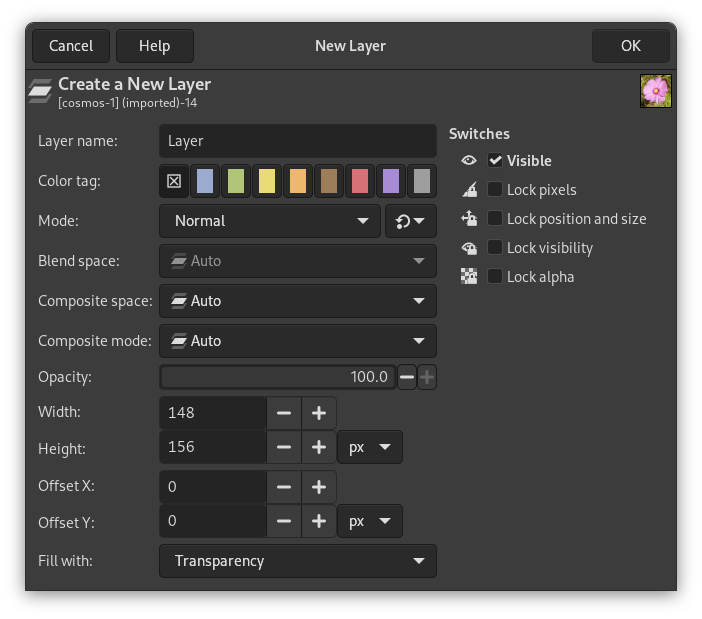 Cancel Help New Layer OK
Create a New Layer
[cosmos-1] (imported)-14
Layer name: Layer
Color tag:
Mode: Normal
Blend space: Auto
Composite space: Auto
Composite mode: Auto
Opacity: 100.0
Width: 148
Height: 156 px
Offset X: 0
Offset Y: 0 px
Fill with: Transparency
Switches
Visible
Lock pixels
Lock position and size
Lock visibility
Lock alpha